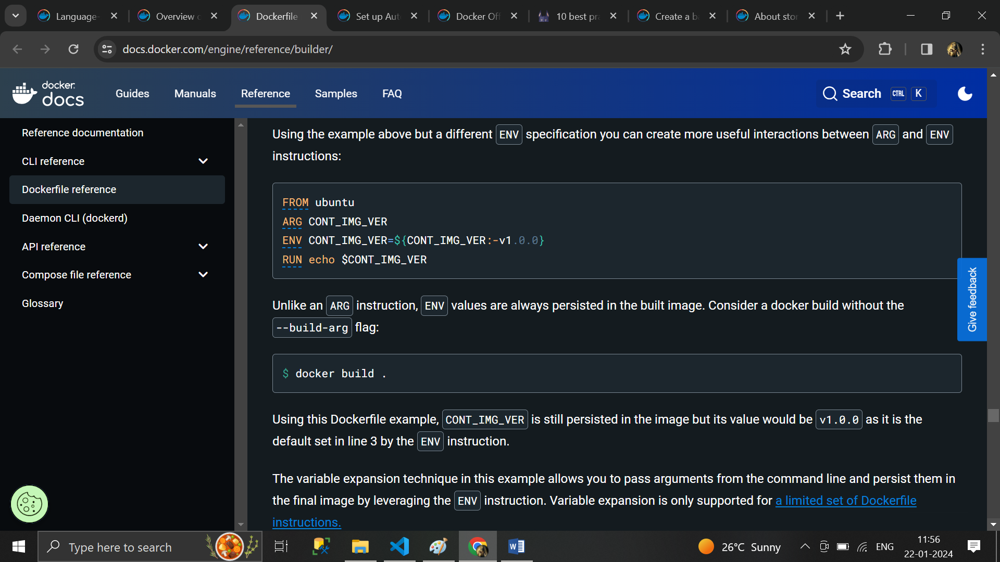 Language-
Overview c
Dockerfile
Set up Aut
Docker Off
10 best pra
Create a ba
About stor
docs.docker.com/engine/reference/builder/
docker
docs
Guides
Manuals
Reference
Samples
FAQ
Search
CTRL
K
Reference documentation
CLI reference
Dockerfile reference
Daemon CLI (dockerd)
API reference
Compose file reference
Glossary
Using the example above but a different ENV specification you can create more useful interactions between ARG and ENV
instructions:
FROM ubuntu
ARG CONT_IMG_VER
ENV CONT_IMG_VER=${CONT_IMG_VER:-v1.0.0}
RUN echo $CONT_IMG_VER
Unlike an ARG instruction, ENV values are always persisted in the built image. Consider a docker build without the
--build-arg flag:
$ docker build .
Using this Dockerfile example, CONT_IMG_VER is still persisted in the image but its value would be v1.0.0 as it is the
default set in line 3 by the ENV instruction.
The variable expansion technique in this example allows you to pass arguments from the command line and persist them in
the final image by leveraging the ENV instruction. Variable expansion is only supported for a limited set of Dockerfile
instructions.
Give feedback
Type here to search
26°C Sunny
ENG
11:56
22-01-2024